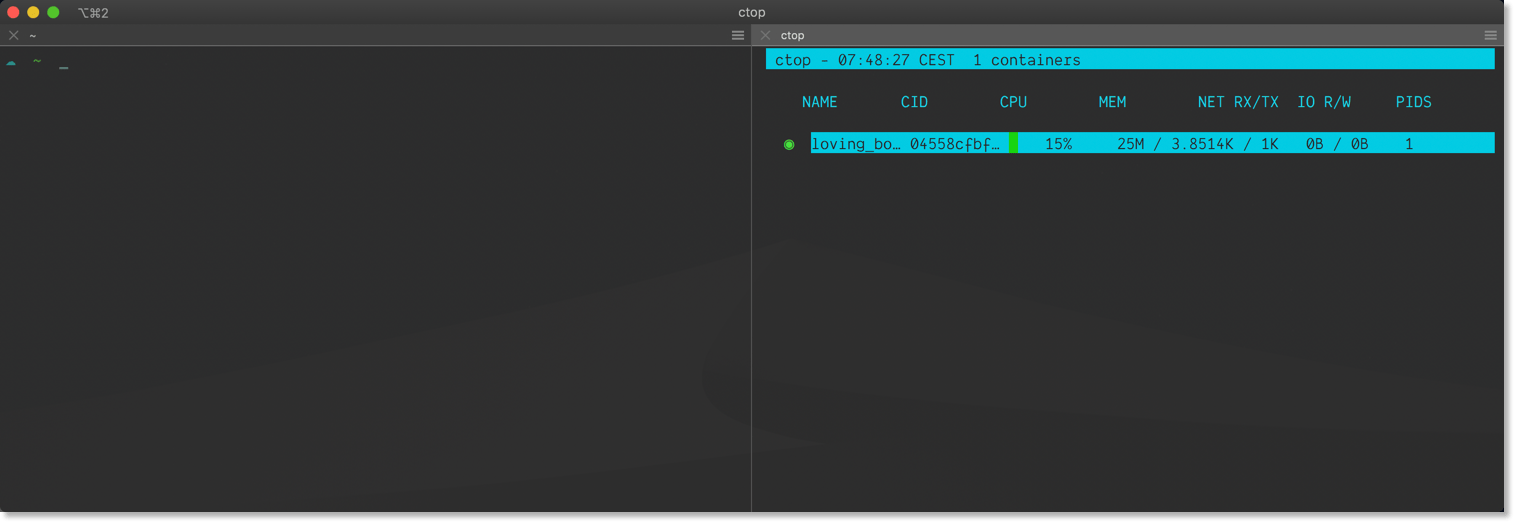 ⌥⌘2
ctop
~
ctop
~ _
ctop - 07:48:27 CEST 1 containers
NAME CID CPU MEM NET RX/TX IO R/W PIDS
loving_bo… 04558cfbf… 15% 25M / 3.8514K / 1K 0B / 0B 1